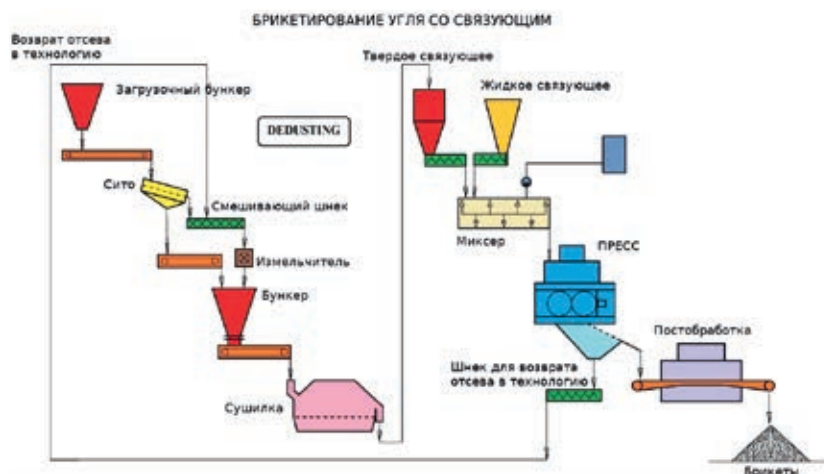 БРИКЕТИРОВАНИЕ УГЛЯ СО СВЯЗУЮЩИМ
Возврат отсева
в технологию
Твердое связующее
Загрузочный бункер
Жидкое связующее
DEDUSTING
Сито
Смешивающий шнек
Миксер
ПРЕСС
Измельчитель
Бункер
Постобработка
Шнек для возврата
отсева в технологию
Сушилка
Брикеты